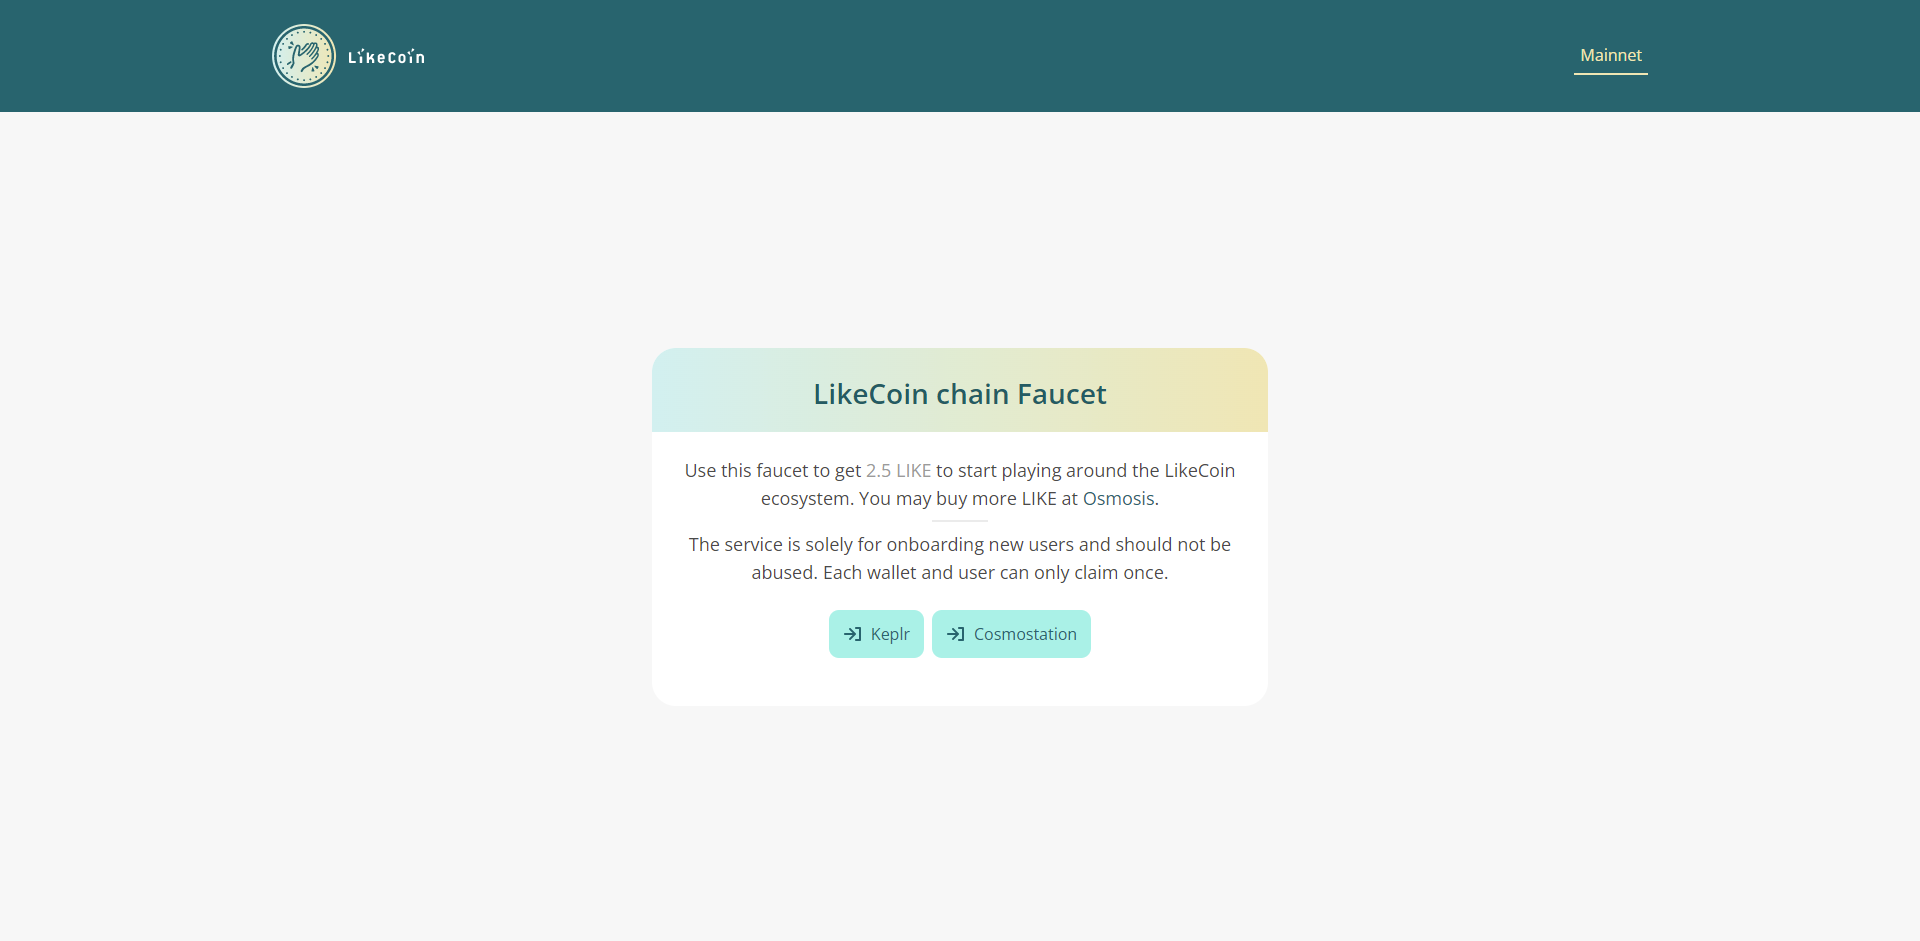 LikeCoin
Mainnet
LikeCoin chain Faucet
Use this faucet to get 2.5 LIKE to start playing around the LikeCoin
ecosystem. You may buy more LIKE at Osmosis.
The service is solely for onboarding new users and should not be
abused. Each wallet and user can only claim once.
Keplr
Cosmostation